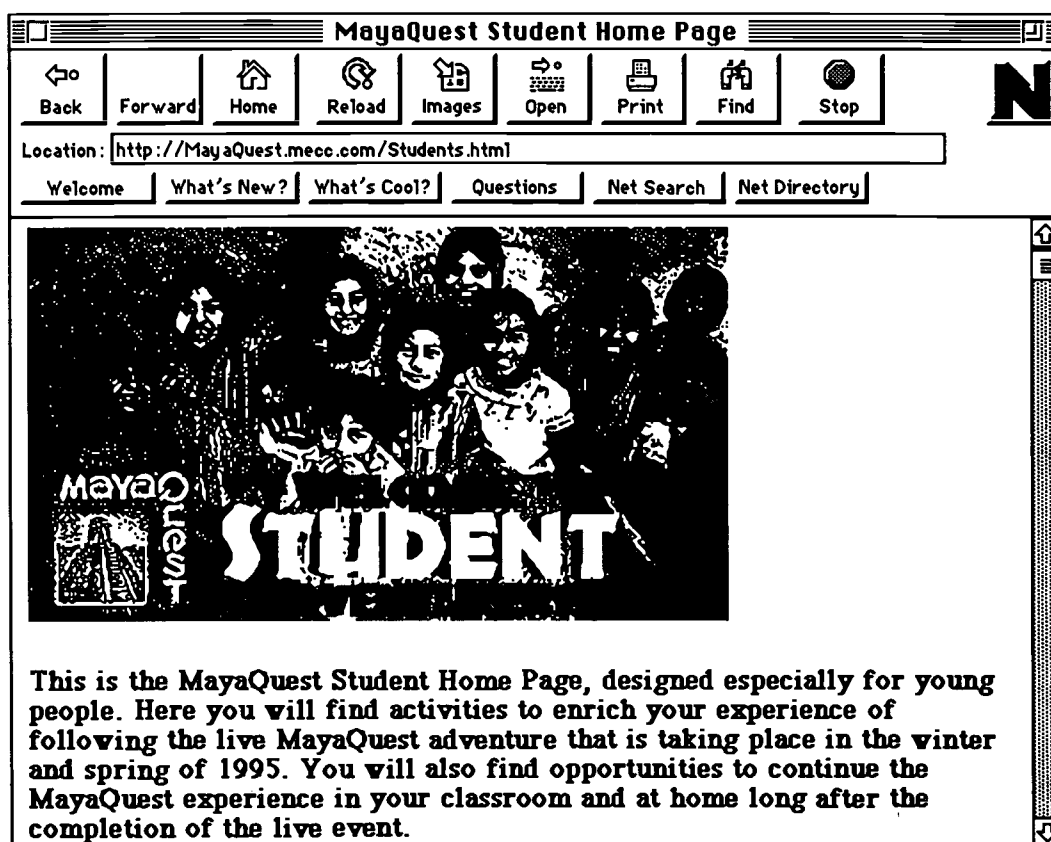 MayaQuest Student Home Page
Back Forward Home Reload Images Open Print Find Stop
N
Location: http://MayaQuest.mecc.com/Students.html
Welcome What's New? What's Cool? Questions Net Search Net Directory
MayaQuest
STUDENT
This is the MayaQuest Student Home Page, designed especially for young
people. Here you will find activities to enrich your experience of
following the live MayaQuest adventure that is taking place in the winter
and spring of 1995. You will also find opportunities to continue the
MayaQuest experience in your classroom and at home long after the
completion of the live event.